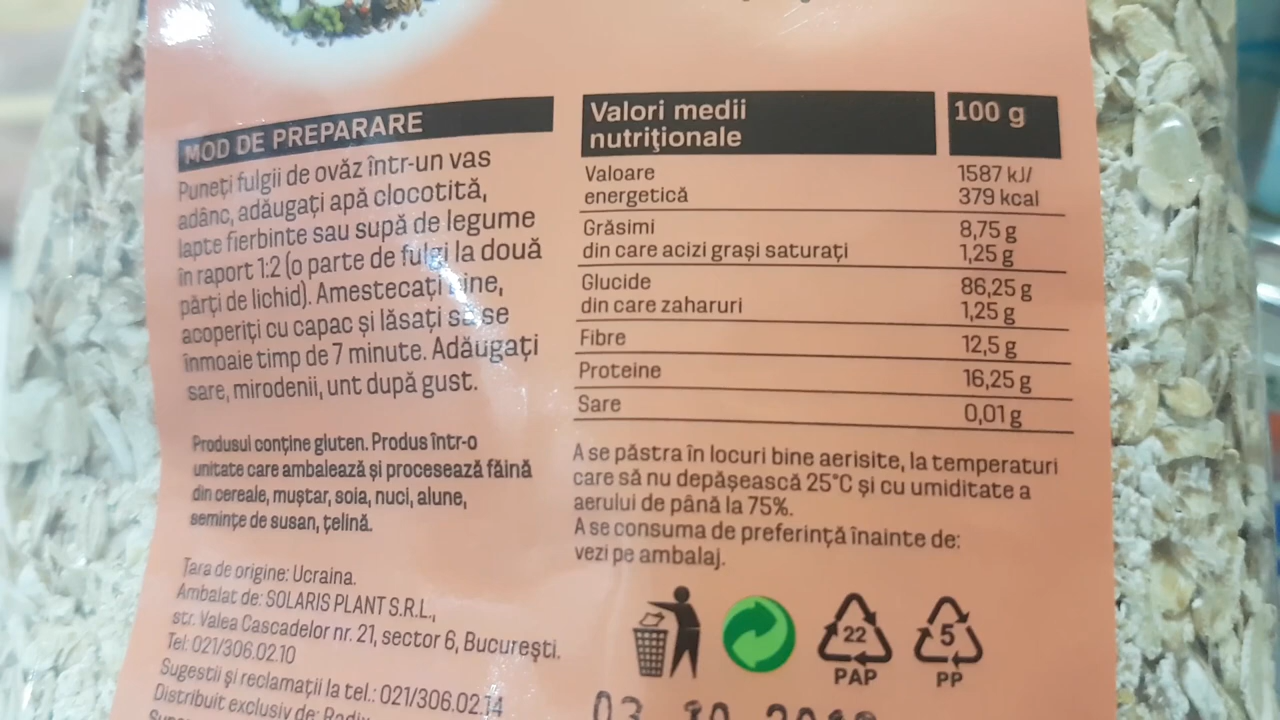 MOD DE PREPARARE
Puneți fulgii de ovăz într-un vas
adânc, adăugați apă clocotită,
lapte fierbinte sau supă de legume
în raport 1:2 (o parte de fulgi la două
părți de lichid). Amestecați bine,
acoperiți cu capac și lăsați să se
înmoaie timp de 7 minute. Adăugați
sare, mirodenii, unt după gust.
Produsul conține gluten. Produs într-o
unitate care ambalează și procesează făină
din cereale, muștar, soia, nuci, alune,
semințe de susan, țelină.
Țara de origine: Ucraina.
Ambalat de: SOLARIS PLANT S.R.L.,
str. Valea Cascadelor nr. 21, sector 6, București.
Tel: 021/306.02.10
Sugestii și reclamații la tel.: 021/306.02.14
Distribuit exclusiv de:
Valori medii
nutriționale
100 g
Valoare
energetică
1587 kJ/
379 kcal
Grăsimi
din care acizi grași saturați
8,75 g
1,25 g
Glucide
din care zaharuri
86,25 g
1,25 g
Fibre
12,5 g
Proteine
16,25 g
Sare
0,01 g
A se păstra în locuri bine aerisite, la temperaturi
care să nu depășească 25°C și cu umiditate a
aerului de până la 75%.
A se consuma de preferință înainte de:
vezi pe ambalaj.
22
PAP
5
PP